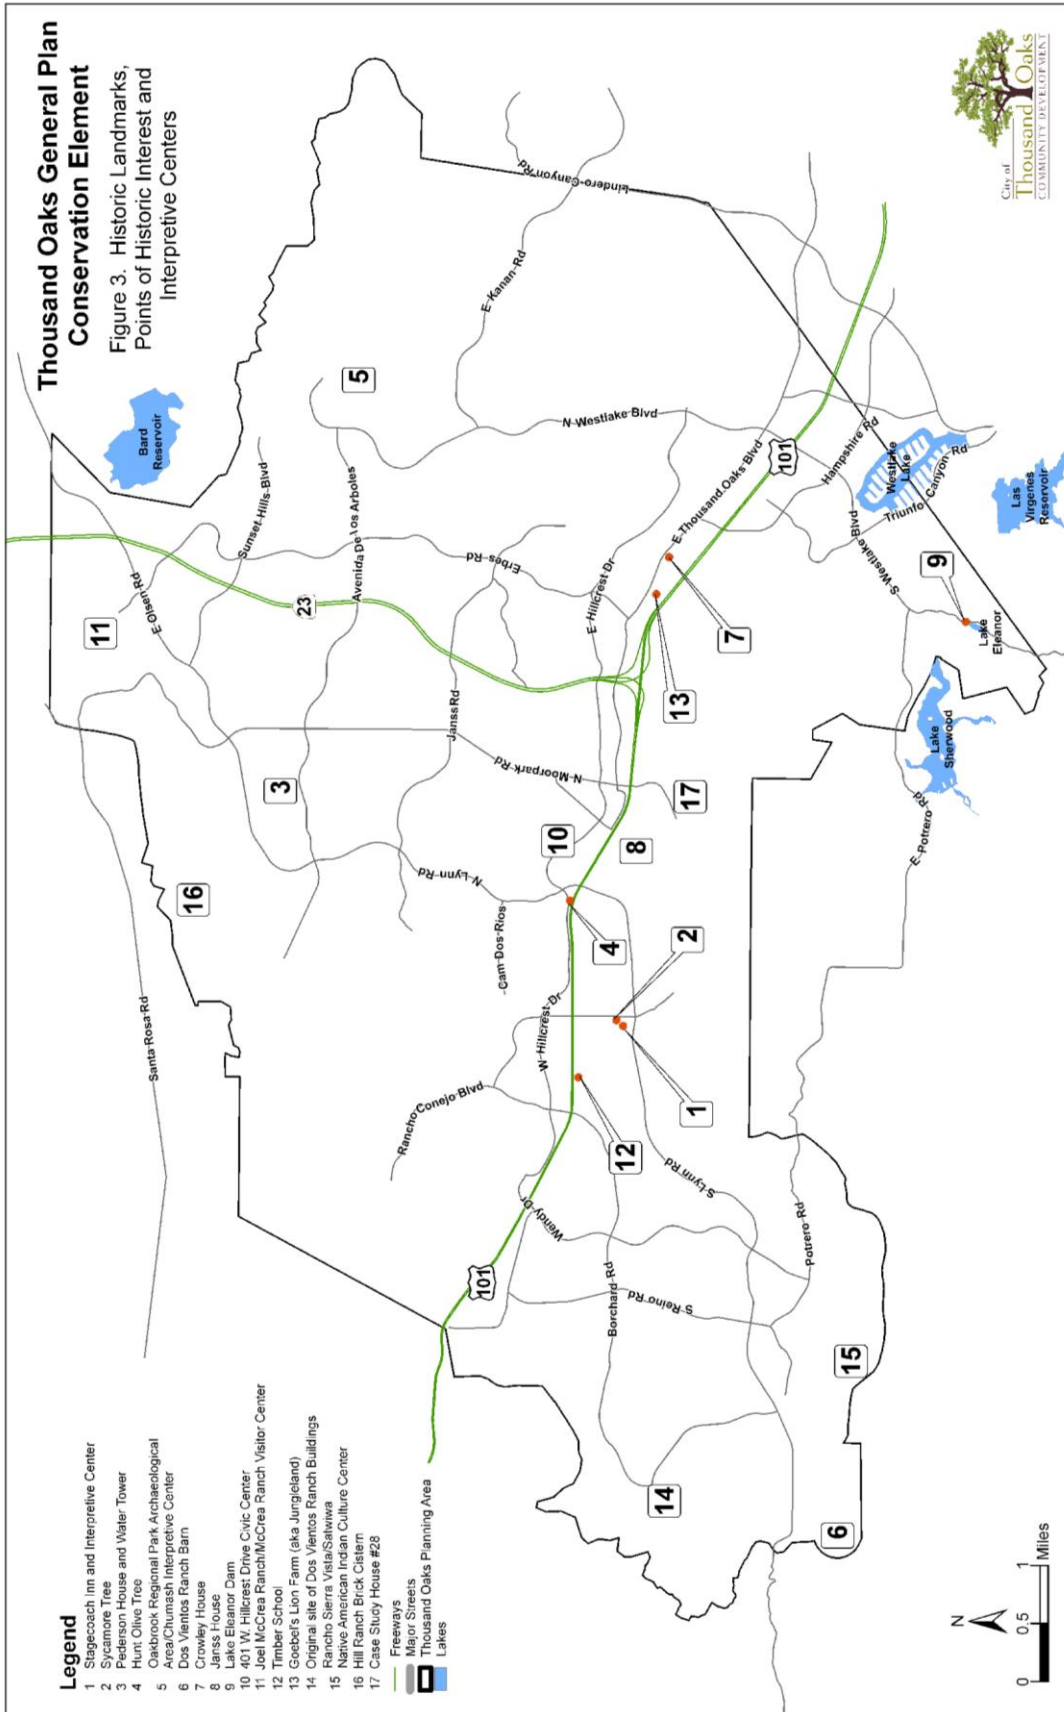 Thousand Oaks General Plan
Conservation Element
Figure 3. Historic Landmarks,
Points of Historic Interest and
Interpretive Centers
Legend
1 Stagecoach Inn and Interpretive Center
2 Sycamore Tree
3 Pederson House and Water Tower
4 Hunt Olive Tree
Oakbrook Regional Park Archaeological
5 Area/Chumash Interpretive Center
6 Dos Vientos Ranch Barn
7 Crowley House
8 Janss House
9 Lake Eleanor Dam
10 401 W. Hillcrest Drive Civic Center
11 Joel McCrea Ranch/McCrea Ranch Visitor Center
12 Timber School
13 Goebel's Lion Farm (aka Jungleland)
14 Original site of Dos Vientos Ranch Buildings
Rancho Sierra Vista/Satwiwa
15 Native American Indian Culture Center
16 Hill Ranch Brick Cistern
17 Case Study House #28
Freeways
Major Streets
Thousand Oaks Planning Area
Lakes
Santa Rosa Rd
16
11
Bard
Reservoir
E Olsen Rd
Sunset Hills Blvd
23
3
Avenida De Los Arboles
5
Rancho Conejo Blvd
N Lynn Rd
Janss Rd
Erbes Rd
E Kanan Rd
Lindero Canyon Rd
101
Cam Dos Rios
N Moorpark Rd
Wendy Dr
W Hillcrest Dr
10
E Hillcrest Dr
N Westlake Blvd
4
8
12
2
1
17
13
7
E Thousand Oaks Blvd
101
Borchard Rd
S Reino Rd
S Lynn Rd
14
Potrero Rd
Hampshire Rd
S Westlake Blvd
Westlake
Lake
Triunfo Canyon Rd
15
6
E Potrero Rd
Lake
Sherwood
9
Lake
Eleanor
Las
Virgenes
Reservoir
N
0 0.5 1
Miles
City of
Thousand Oaks
COMMUNITY DEVELOPMENT